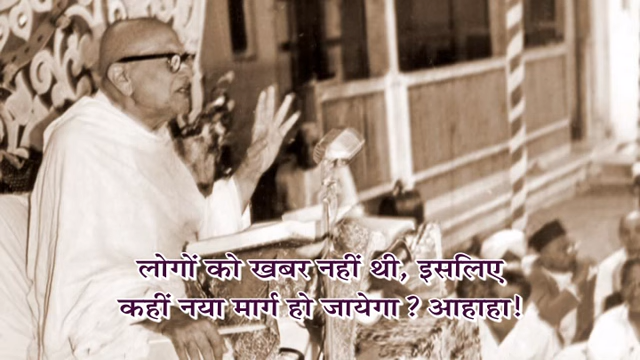 लोगों को खबर नहीं थी, इसलिए
कहीं नया मार्ग हो जायेगा ? आहाहा!